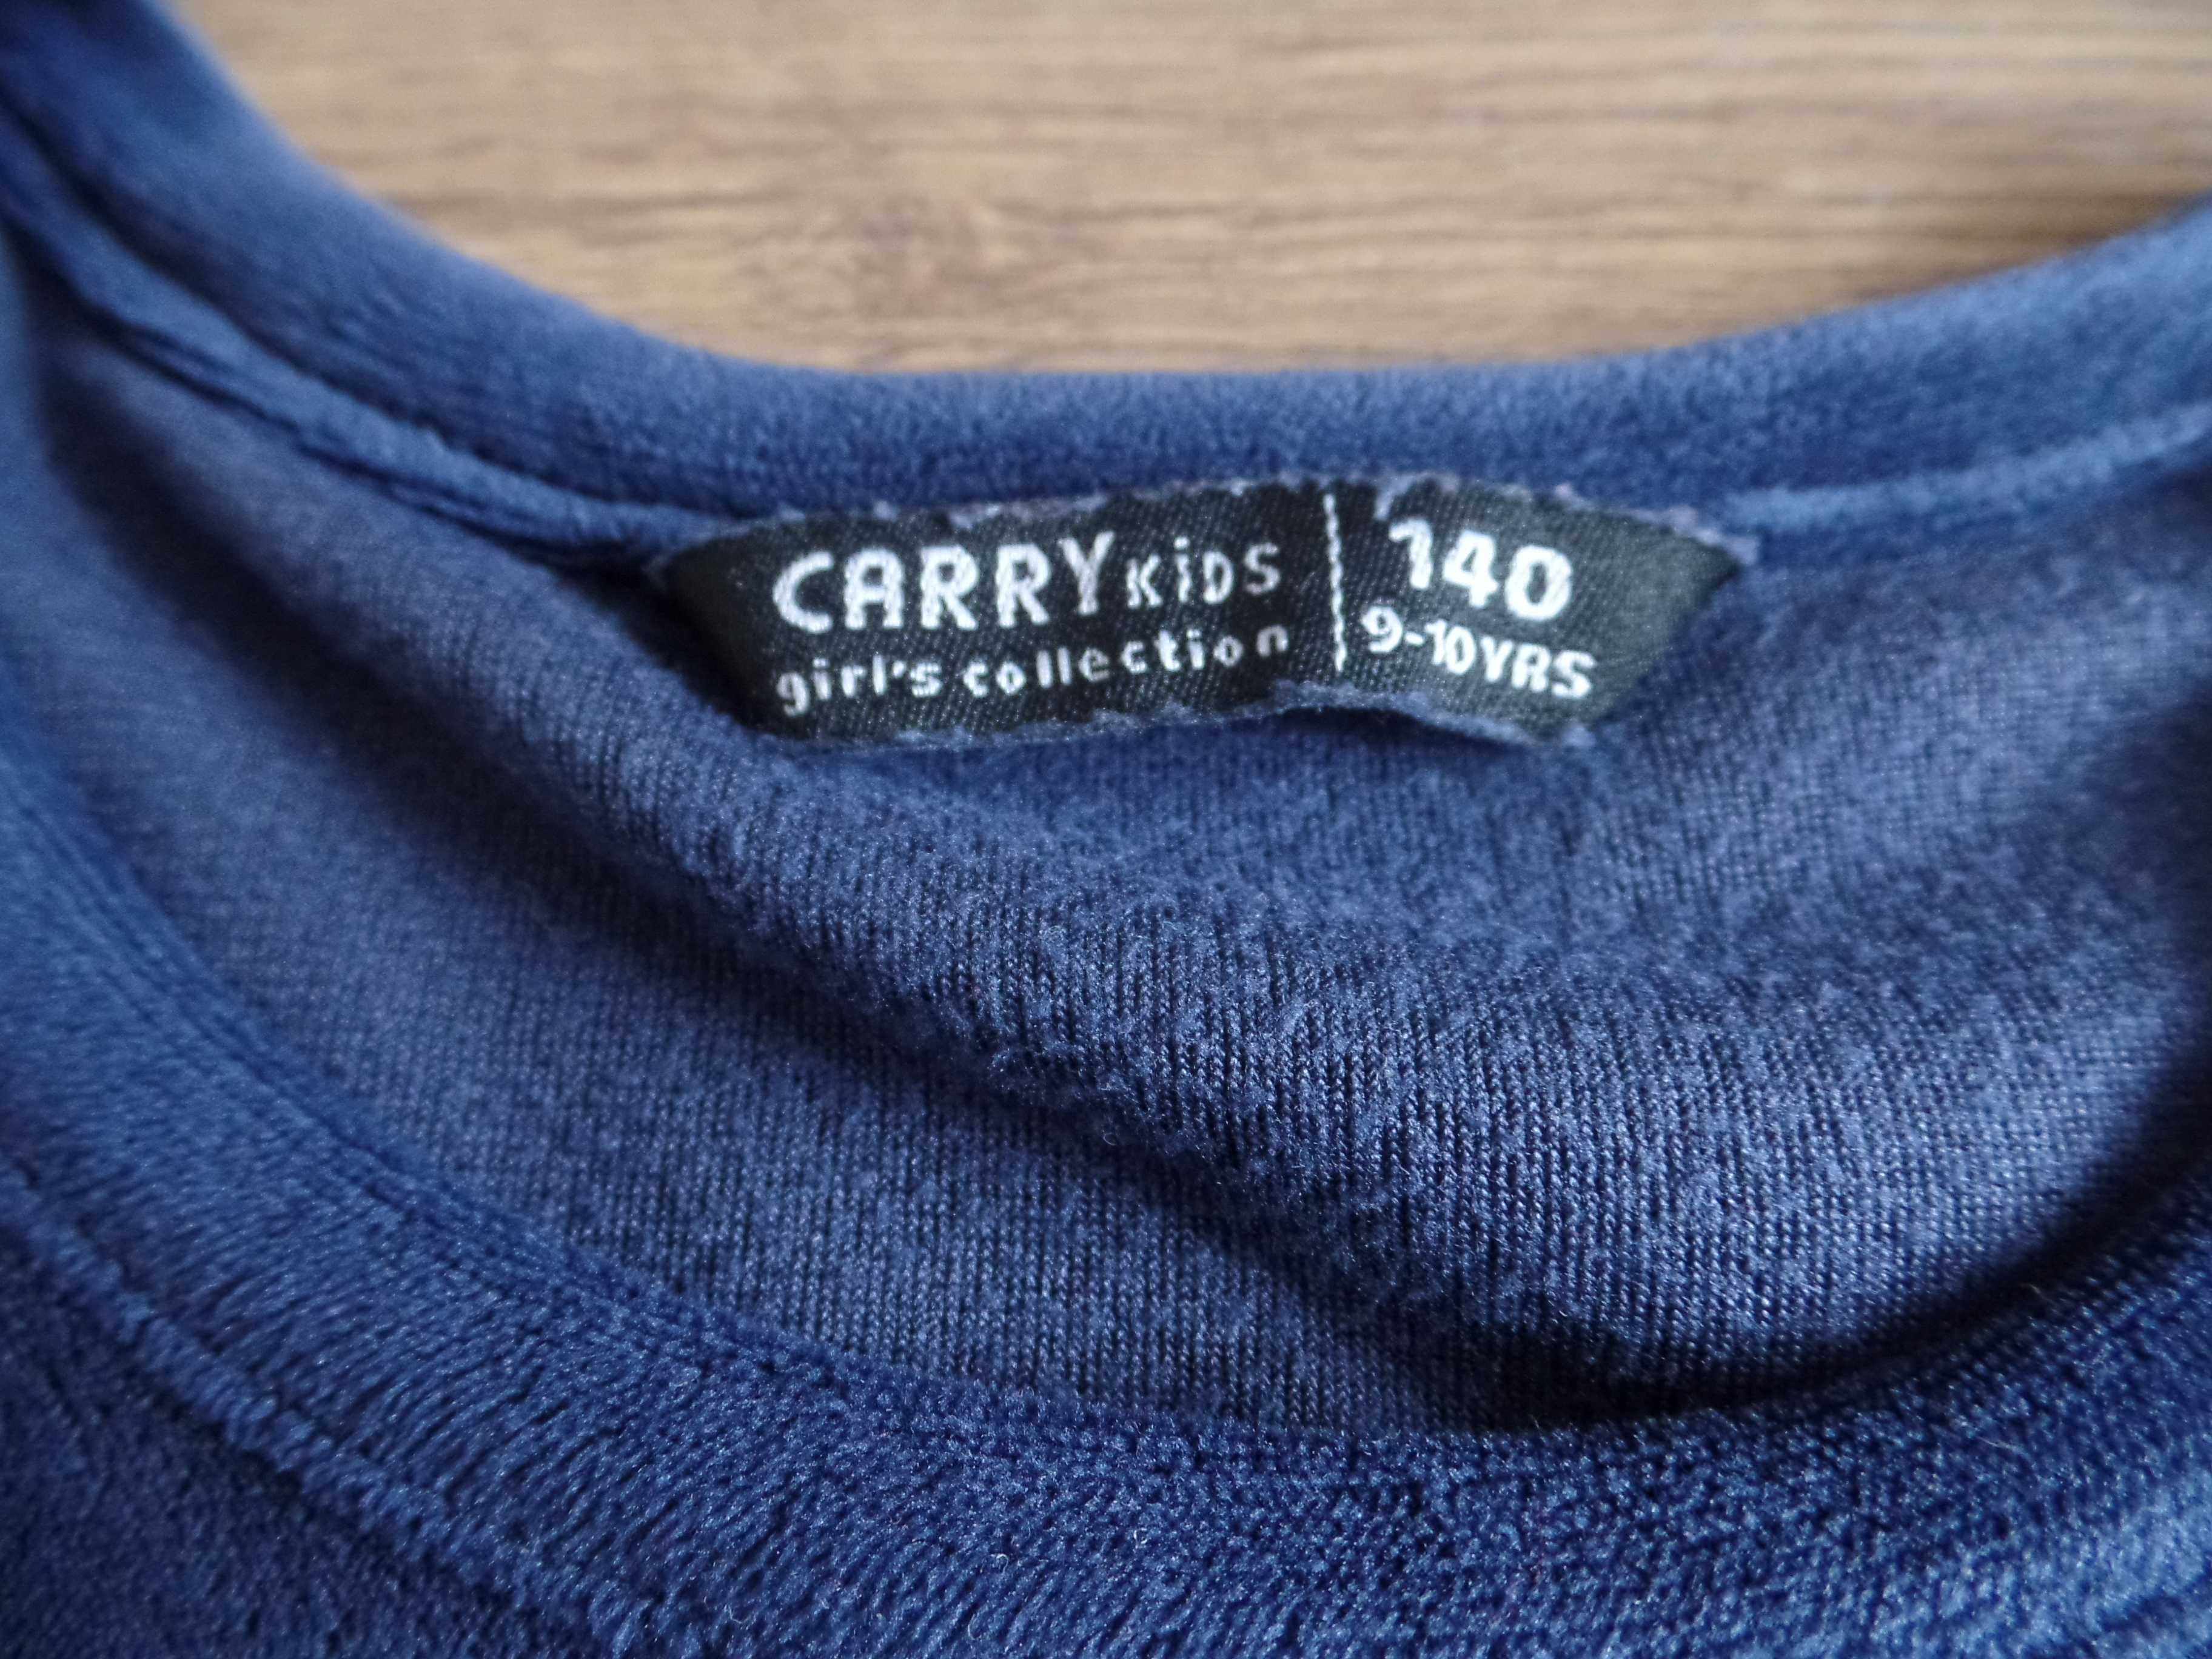 CARRY KiDS
girl's collection
140
9-10YRS